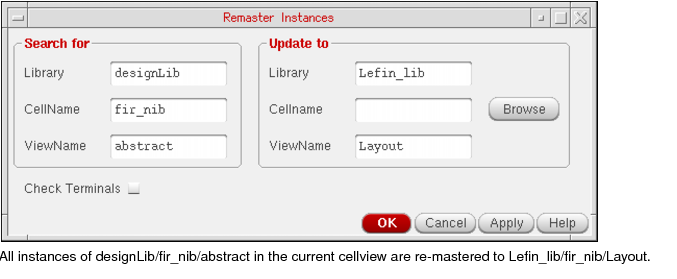 Remaster Instances
Search for
Library designLib
CellName fir_nib
ViewName abstract
Update to
Library Lefin_lib
Cellname Browse
ViewName Layout
Check Terminals
OK Cancel Apply Help
All instances of designLib/fir_nib/abstract in the current cellview are re-mastered to Lefin_lib/fir_nib/Layout.